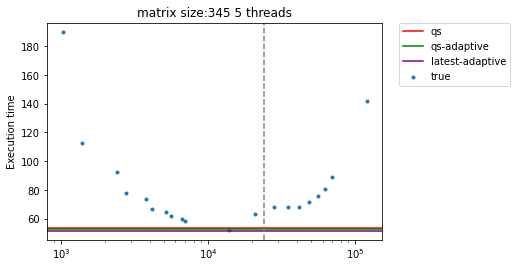 matrix size:345 5 threads
qs
qs-adaptive
latest-adaptive
true
Execution time
180
160
140
120
100
80
60
10³
10⁴
10⁵